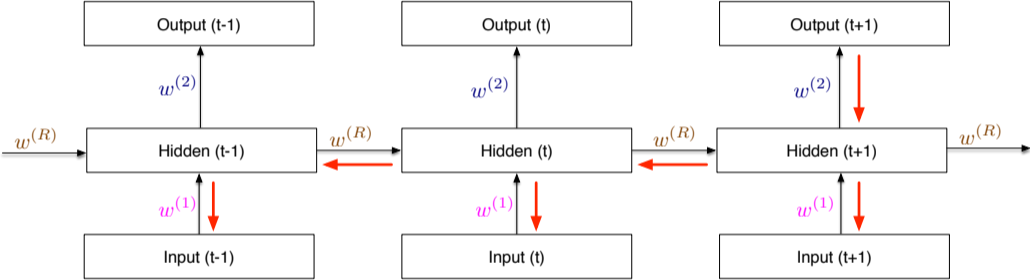 Output (t-1) Output (t) Output (t+1)
w^(2) w^(2) w^(2)
w^(R) w^(R) w^(R) w^(R)
Hidden (t-1) Hidden (t) Hidden (t+1)
w^(1) w^(1) w^(1)
Input (t-1) Input (t) Input (t+1)